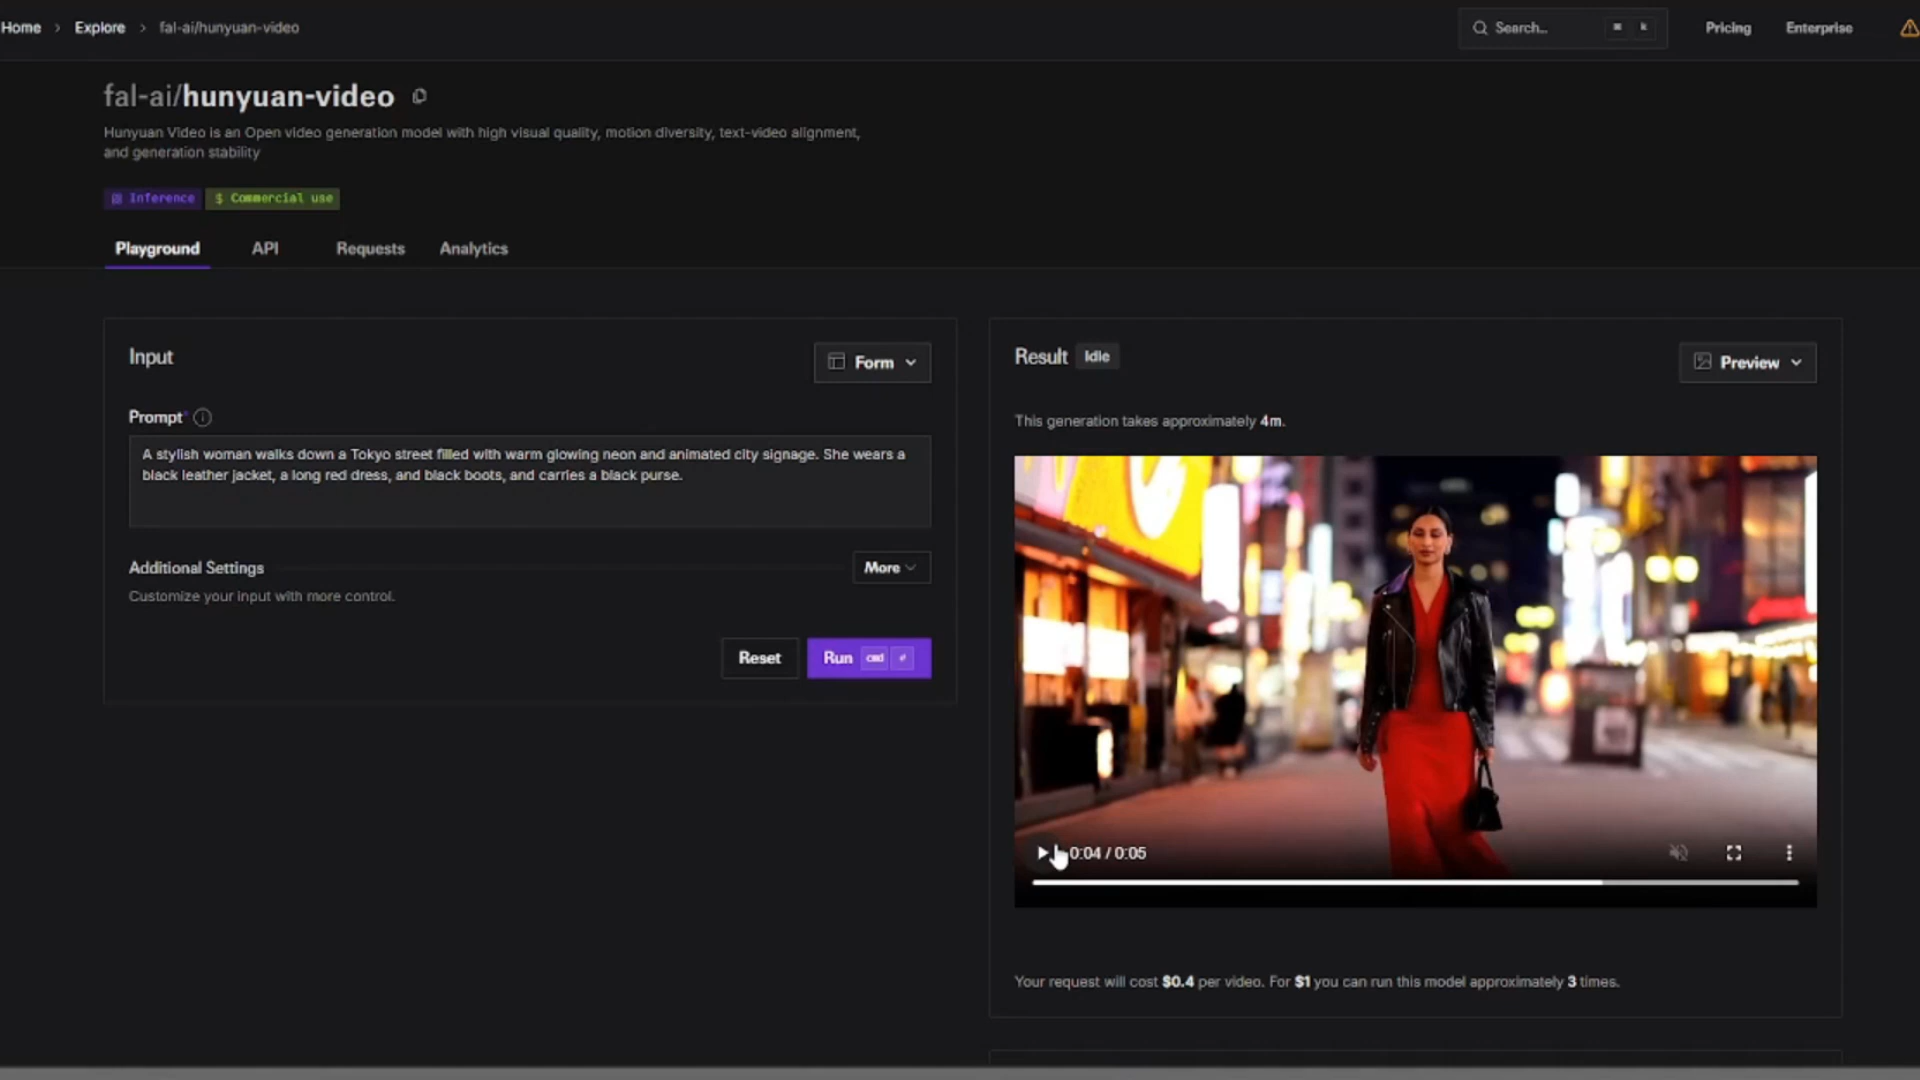 Home > Explore > fal-ai/hunyuan-video
Search... ⌘ k
Pricing
Enterprise
fal-ai/hunyuan-video
Hunyuan Video is an Open video generation model with high visual quality, motion diversity, text-video alignment,
and generation stability
Inference
$ Commercial use
Playground
API
Requests
Analytics
Input
Form
Prompt*
A stylish woman walks down a Tokyo street filled with warm glowing neon and animated city signage. She wears a
black leather jacket, a long red dress, and black boots, and carries a black purse.
Additional Settings
More
Customize your input with more control.
Reset
Run cmd
Result
Idle
Preview
This generation takes approximately 4m.
0:04 / 0:05
Your request will cost $0.4 per video. For $1 you can run this model approximately 3 times.